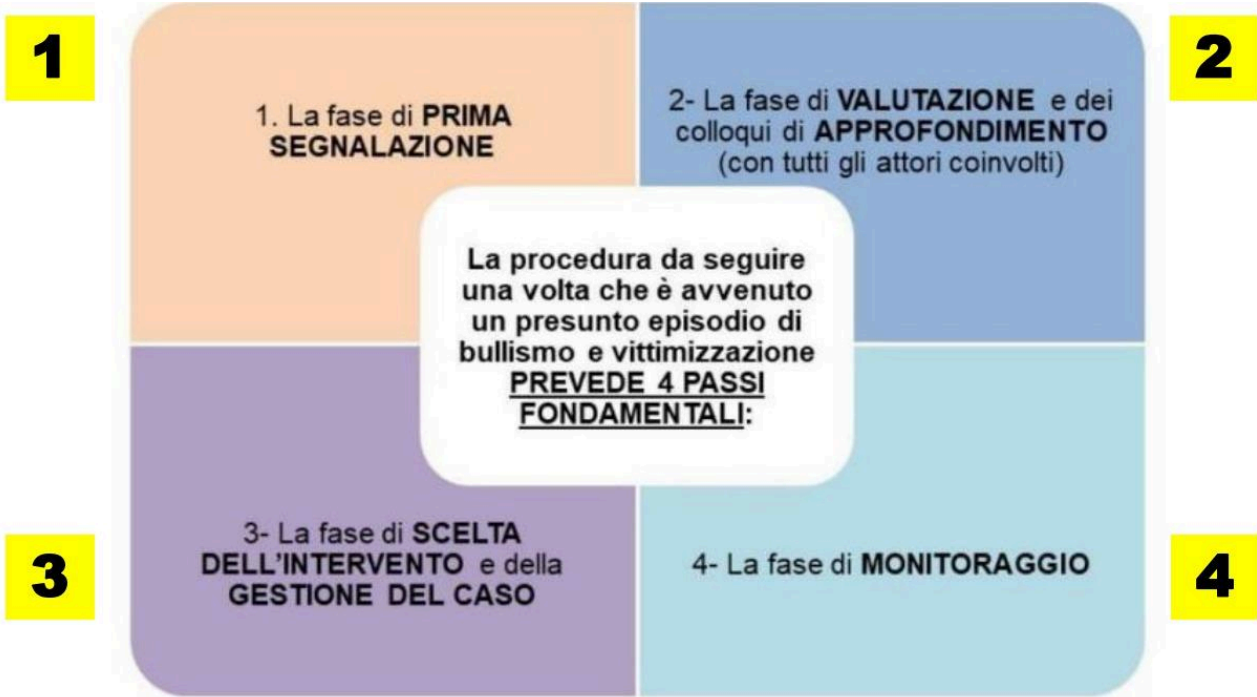 1
2
1. La fase di PRIMA
SEGNALAZIONE
2- La fase di VALUTAZIONE e dei
colloqui di APPROFONDIMENTO
(con tutti gli attori coinvolti)
La procedura da seguire
una volta che è avvenuto
un presunto episodio di
bullismo e vittimizzazione
PREVEDE 4 PASSI
FONDAMENTALI:
3
3- La fase di SCELTA
DELL'INTERVENTO e della
GESTIONE DEL CASO
4- La fase di MONITORAGGIO
4